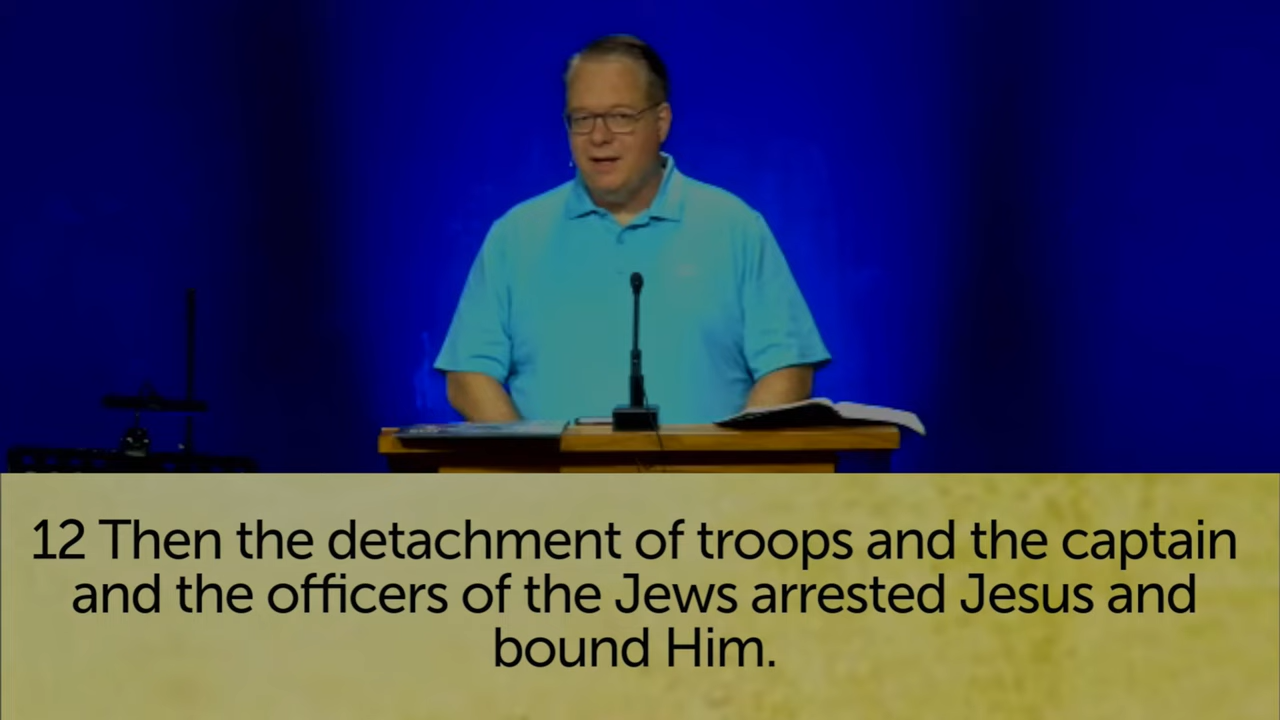 12 Then the detachment of troops and the captain
and the officers of the Jews arrested Jesus and
bound Him.